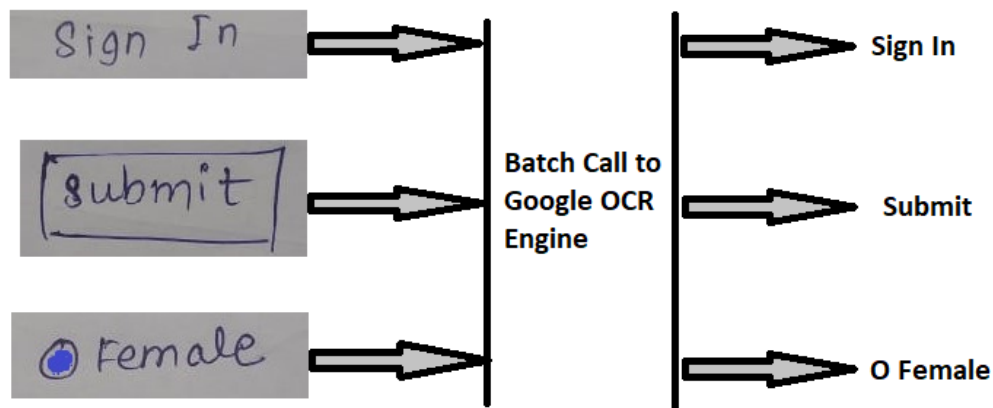 Sign In
Sign In
submit
Batch Call to
Google OCR
Engine
Submit
Female
O Female